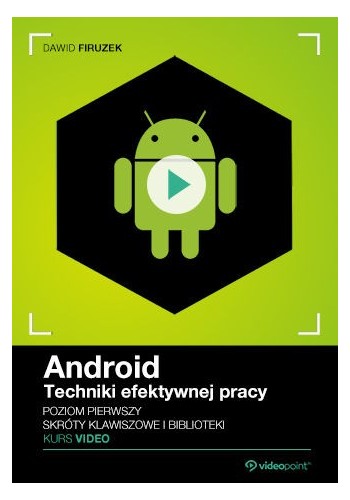 DAWID FIRUZEK
Android
Techniki efektywnej pracy
POZIOM PIERWSZY
SKRÓTY KLAWISZOWE I BIBLIOTEKI
KURS VIDEO
videopoint